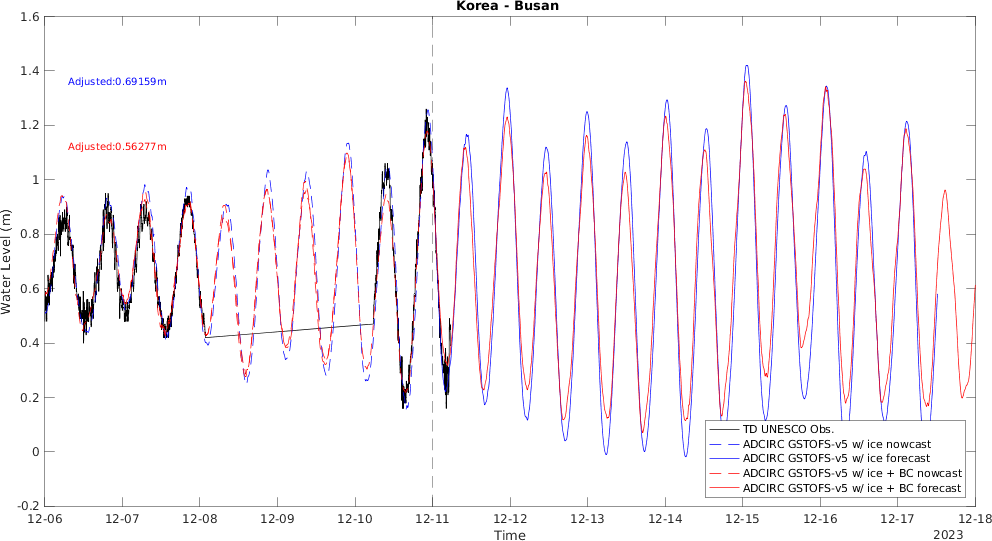 Korea - Busan
1.6
1.4
1.2
1
0.8
0.6
0.4
0.2
0
-0.2
Water Level (m)
Adjusted:0.69159m
Adjusted:0.56277m
TD UNESCO Obs.
ADCIRC GSTOFS-v5 w/ ice nowcast
ADCIRC GSTOFS-v5 w/ ice forecast
ADCIRC GSTOFS-v5 w/ ice + BC nowcast
ADCIRC GSTOFS-v5 w/ ice + BC forecast
12-06 12-07 12-08 12-09 12-10 12-11 12-12 12-13 12-14 12-15 12-16 12-17 12-18
Time
2023